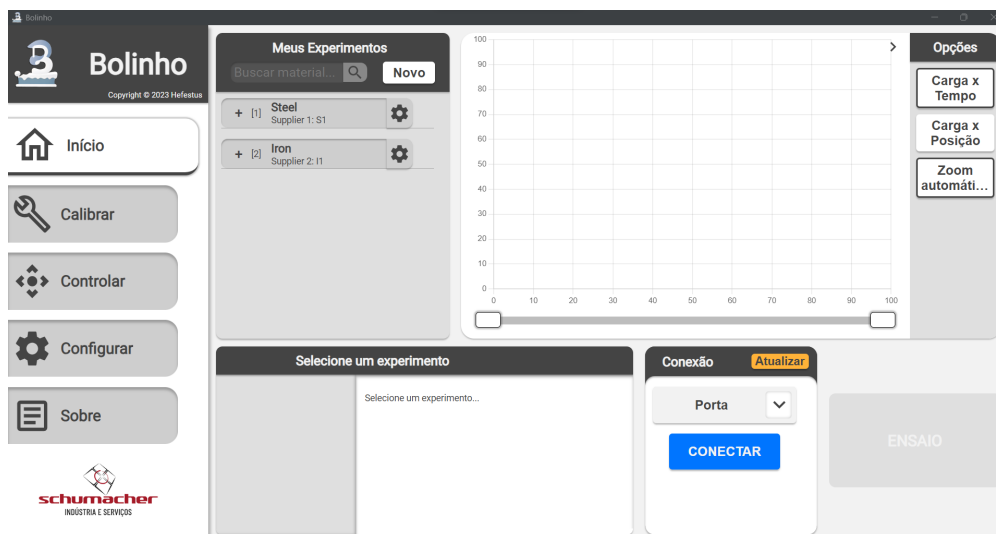 Bolinho
Bolinho
Copyright © 2023 Hefestus
Início
Calibrar
Controlar
Configurar
Sobre
schumacher
INDÚSTRIA E SERVIÇOS
Meus Experimentos
Buscar material...
Novo
+ [1] Steel
Supplier 1: S1
+ [2] Iron
Supplier 2: I1
100
90
80
70
60
50
40
30
20
10
0
0 10 20 30 40 50 60 70 80 90 100
Opções
Carga x
Tempo
Carga x
Posição
Zoom
automáti...
Selecione um experimento
Selecione um experimento...
Conexão
Atualizar
Porta
CONECTAR
ENSAIO